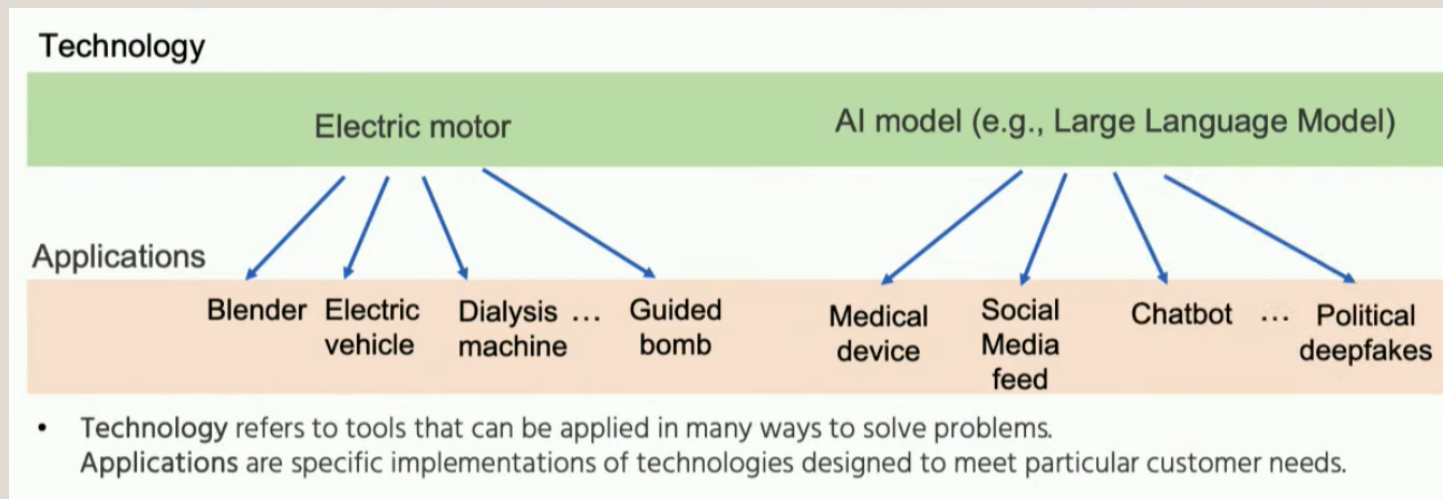 Technology
Electric motor
AI model (e.g., Large Language Model)
Applications
Blender
Electric
vehicle
Dialysis
machine
...
Guided
bomb
Medical
device
Social
Media
feed
Chatbot
...
Political
deepfakes
• Technology refers to tools that can be applied in many ways to solve problems.
Applications are specific implementations of technologies designed to meet particular customer needs.